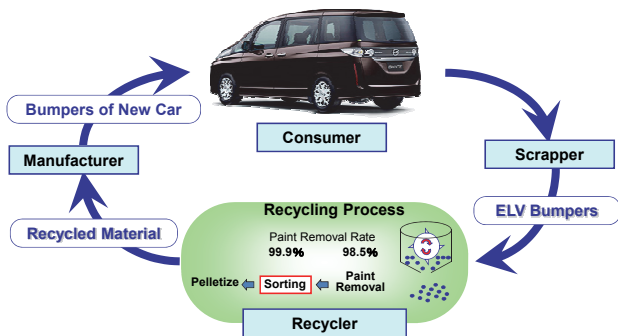 Bumpers of New Car
Consumer
Manufacturer
Scrapper
Recycling Process
ELV Bumpers
Recycled Material
Paint Removal Rate
99.9% 98.5%
Pelletize Sorting Paint
Removal
Recycler